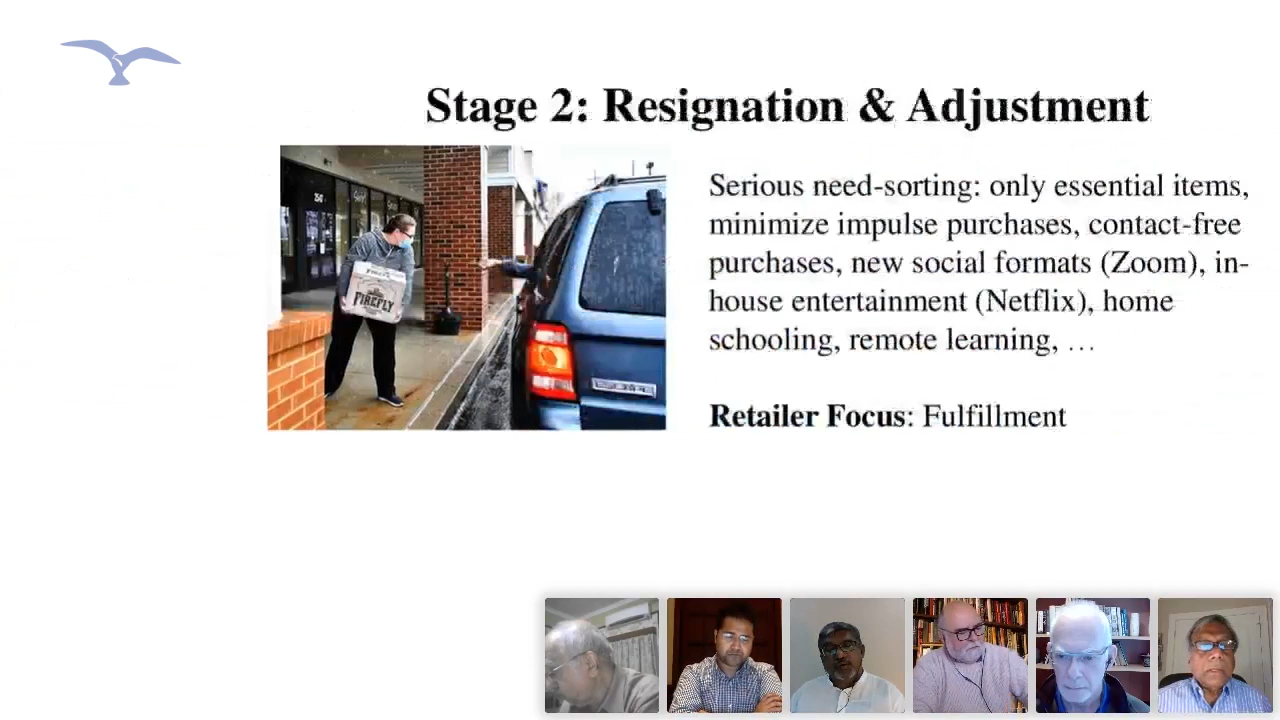 Stage 2: Resignation & Adjustment
Serious need-sorting: only essential items,
minimize impulse purchases, contact-free
purchases, new social formats (Zoom), in-
house entertainment (Netflix), home
schooling, remote learning, …
Retailer Focus: Fulfillment
FIREFLY